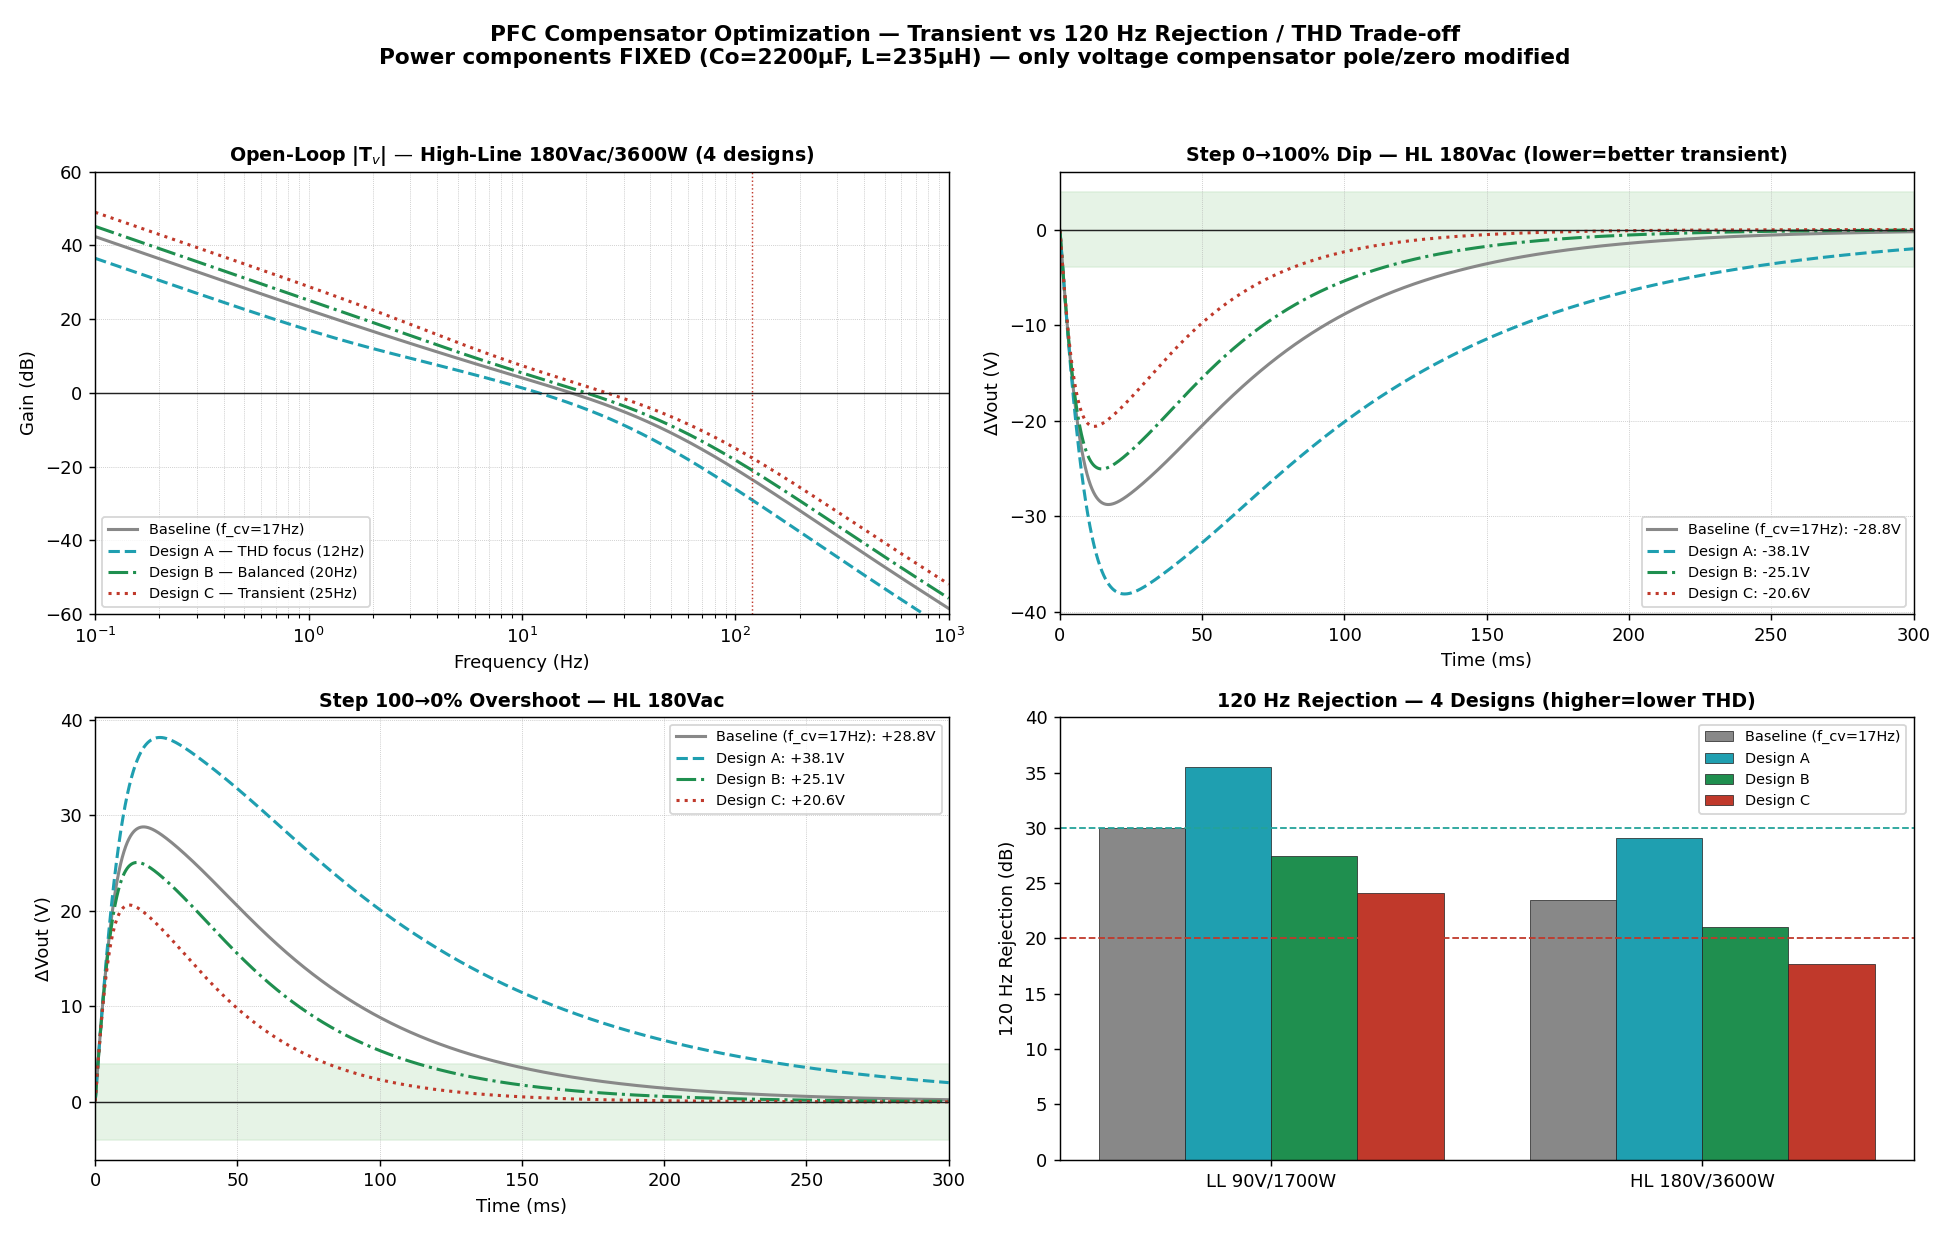 PFC Compensator Optimization — Transient vs 120 Hz Rejection / THD Trade-off
Power components FIXED (Co=2200μF, L=235μH) — only voltage compensator pole/zero modified
Open-Loop |Tᵥ| — High-Line 180Vac/3600W (4 designs)
Gain (dB)
60
40
20
0
−20
−40
−60
Baseline (f_cv=17Hz)
Design A — THD focus (12Hz)
Design B — Balanced (20Hz)
Design C — Transient (25Hz)
10⁻¹ 10⁰ 10¹ 10² 10³
Frequency (Hz)
Step 0→100% Dip — HL 180Vac (lower=better transient)
ΔVout (V)
0
−10
−20
−30
−40
Baseline (f_cv=17Hz): -28.8V
Design A: -38.1V
Design B: -25.1V
Design C: -20.6V
0 50 100 150 200 250 300
Time (ms)
Step 100→0% Overshoot — HL 180Vac
ΔVout (V)
40
30
20
10
0
Baseline (f_cv=17Hz): +28.8V
Design A: +38.1V
Design B: +25.1V
Design C: +20.6V
0 50 100 150 200 250 300
Time (ms)
120 Hz Rejection — 4 Designs (higher=lower THD)
120 Hz Rejection (dB)
40
35
30
25
20
15
10
5
0
Baseline (f_cv=17Hz)
Design A
Design B
Design C
LL 90V/1700W HL 180V/3600W